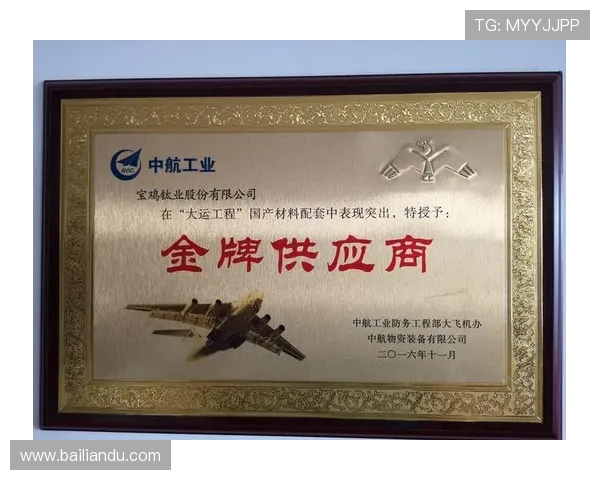 TG: MYYJJPP
AVIC 中航工业
宝鸡钛业股份有限公司
在“大运工程”国产材料配套中表现突出，特授予：
金牌供应商
中航工业防务工程部大飞机办
中航物资装备有限公司
二〇一六年十一月
www.bailiandu.com